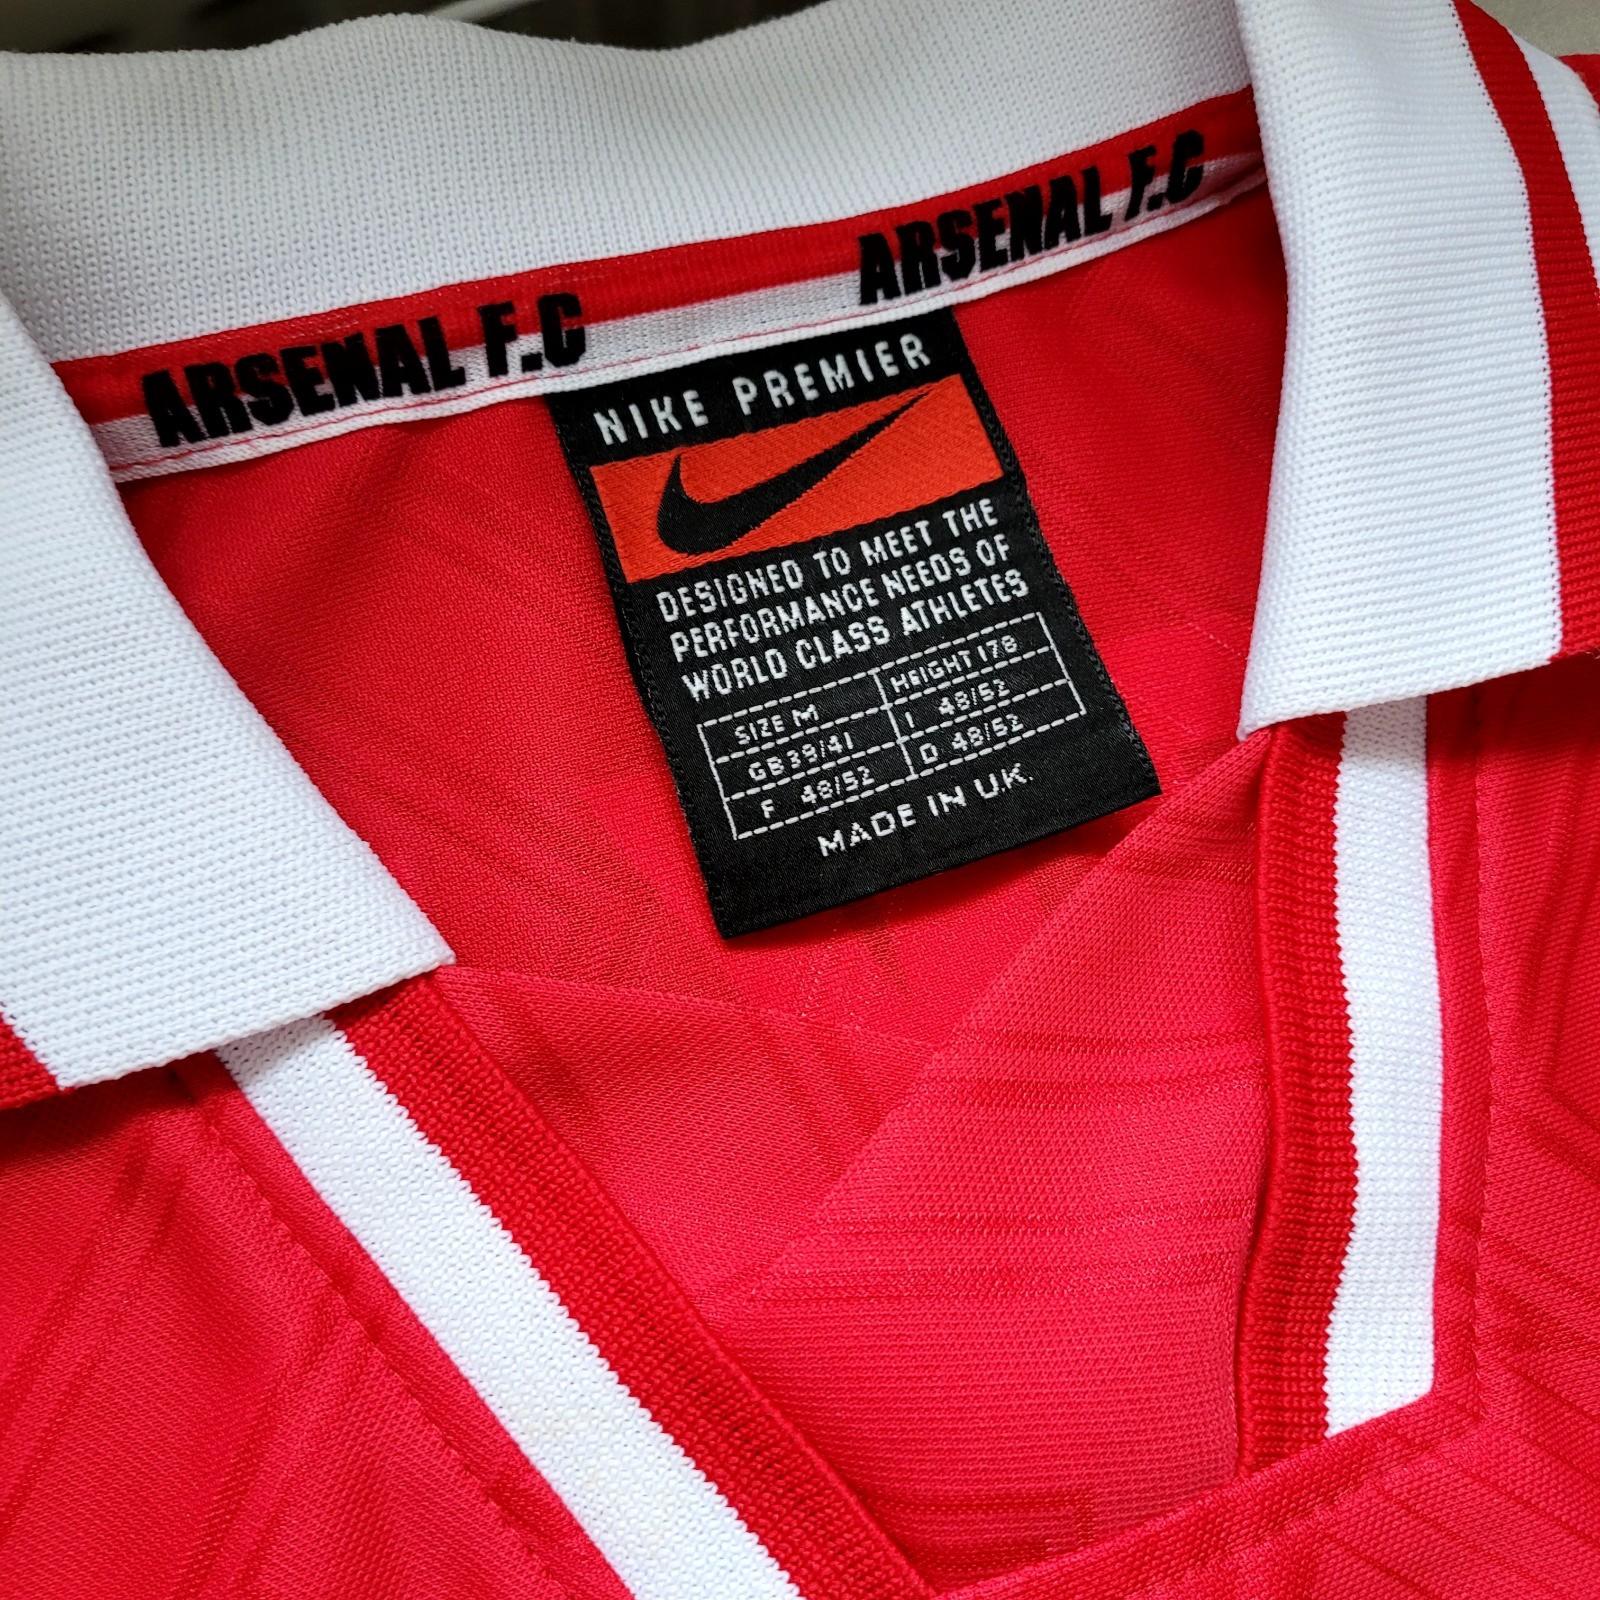 ARSENAL F.C ARSENAL F.C
NIKE PREMIER
DESIGNED TO MEET THE
PERFORMANCE NEEDS OF
WORLD CLASS ATHLETES
SIZE M HEIGHT 178
GB 39/41 I 48/52
F 48/52 D 48/52
MADE IN U.K.